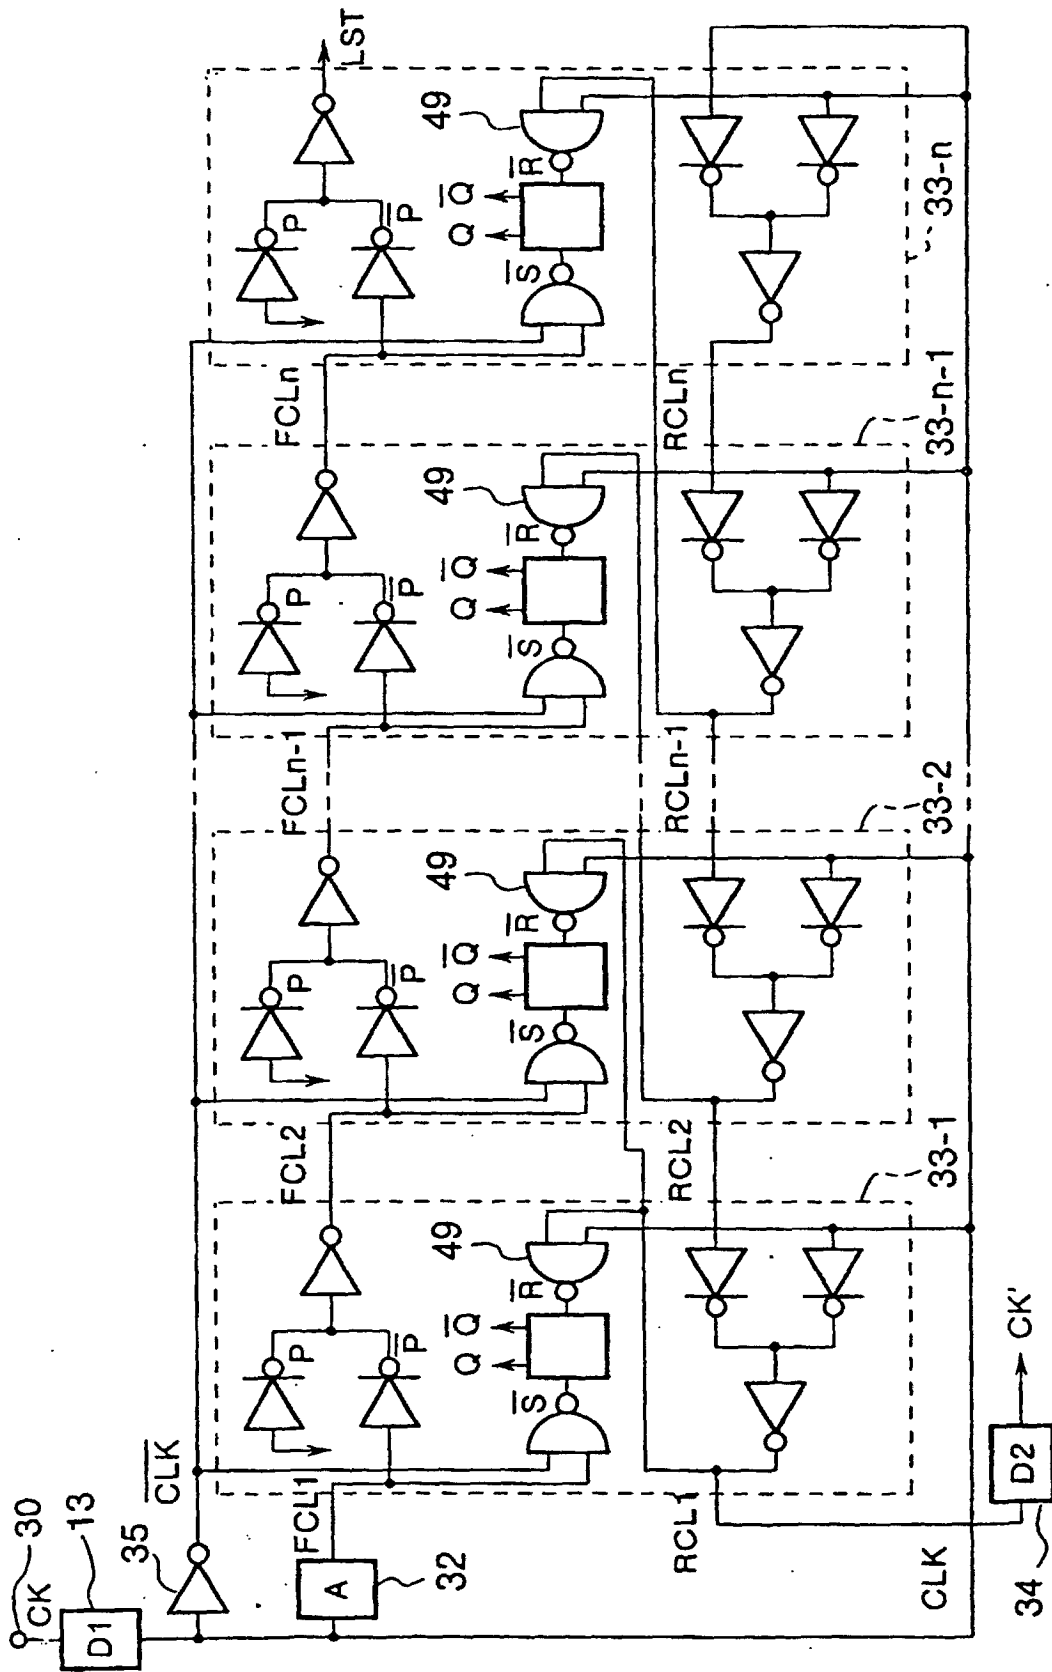 30
CK
13
D1
35
CLK
A
32
FCL1
P
P
Q
Q
S
R
49
RCL1
CLK
33-1
FCL2
P
P
Q
Q
S
R
49
RCL2
33-2
FCLn-1
P
P
Q
Q
S
R
49
RCLn-1
33-n-1
FCLn
P
P
Q
Q
S
R
49
RCLn
33-n
LST
D2
34
CK'